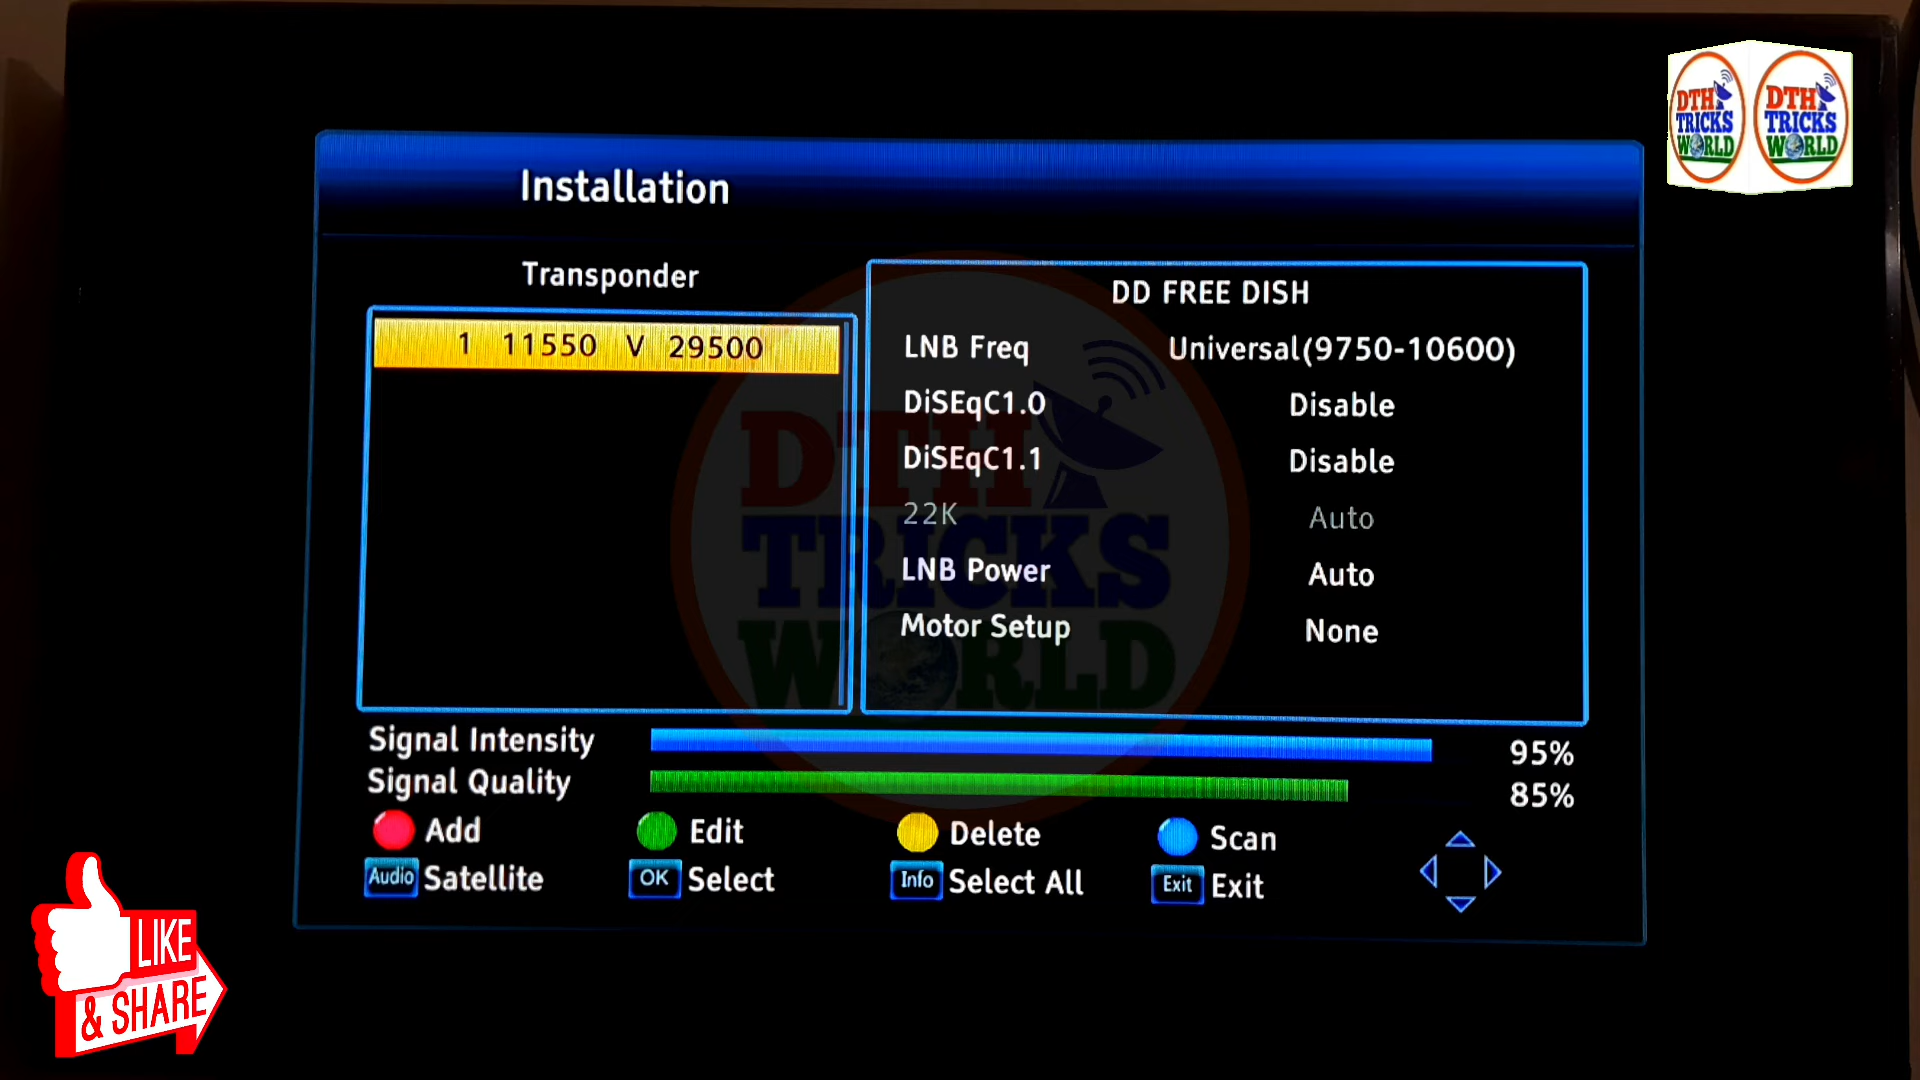 DTH
TRICKS
WORLD
DTH
TRICKS
WORLD
Installation
Transponder
1 11550 V 29500
DD FREE DISH
LNB Freq Universal(9750-10600)
DiSEqC1.0 Disable
DiSEqC1.1 Disable
22K Auto
LNB Power Auto
Motor Setup None
DTH
TRICKS
WORLD
Signal Intensity 95%
Signal Quality 85%
Add Edit Delete Scan
Audio Satellite OK Select Info Select All Exit Exit
LIKE
& SHARE